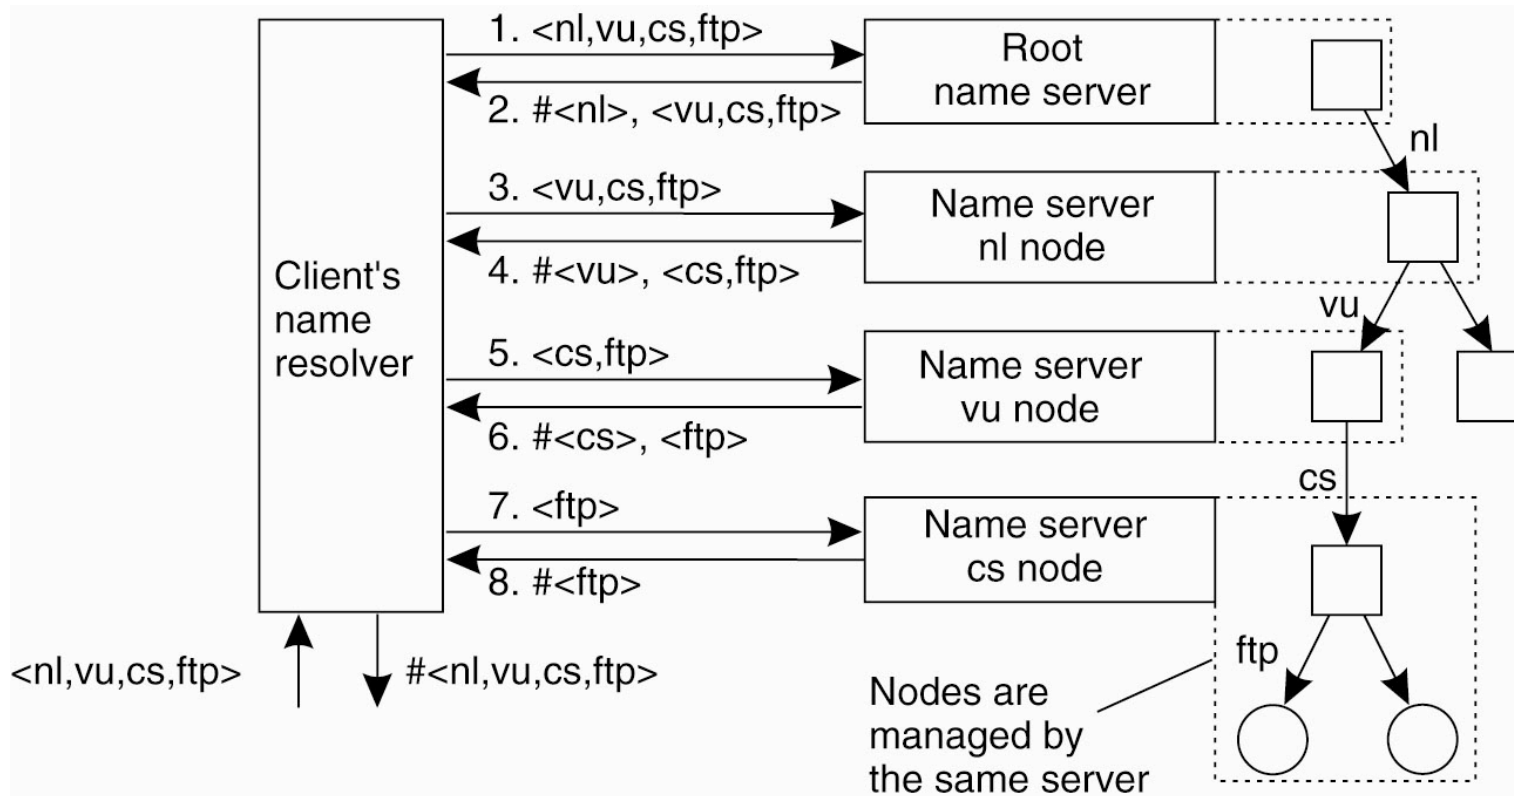 1. <nl,vu,cs,ftp>
2. #<nl>, <vu,cs,ftp>
Root
name server
nl
3. <vu,cs,ftp>
4. #<vu>, <cs,ftp>
Name server
nl node
vu
Client's
name
resolver
5. <cs,ftp>
6. #<cs>, <ftp>
Name server
vu node
cs
7. <ftp>
8. #<ftp>
Name server
cs node
ftp
<nl,vu,cs,ftp>
#<nl,vu,cs,ftp>
Nodes are
managed by
the same server